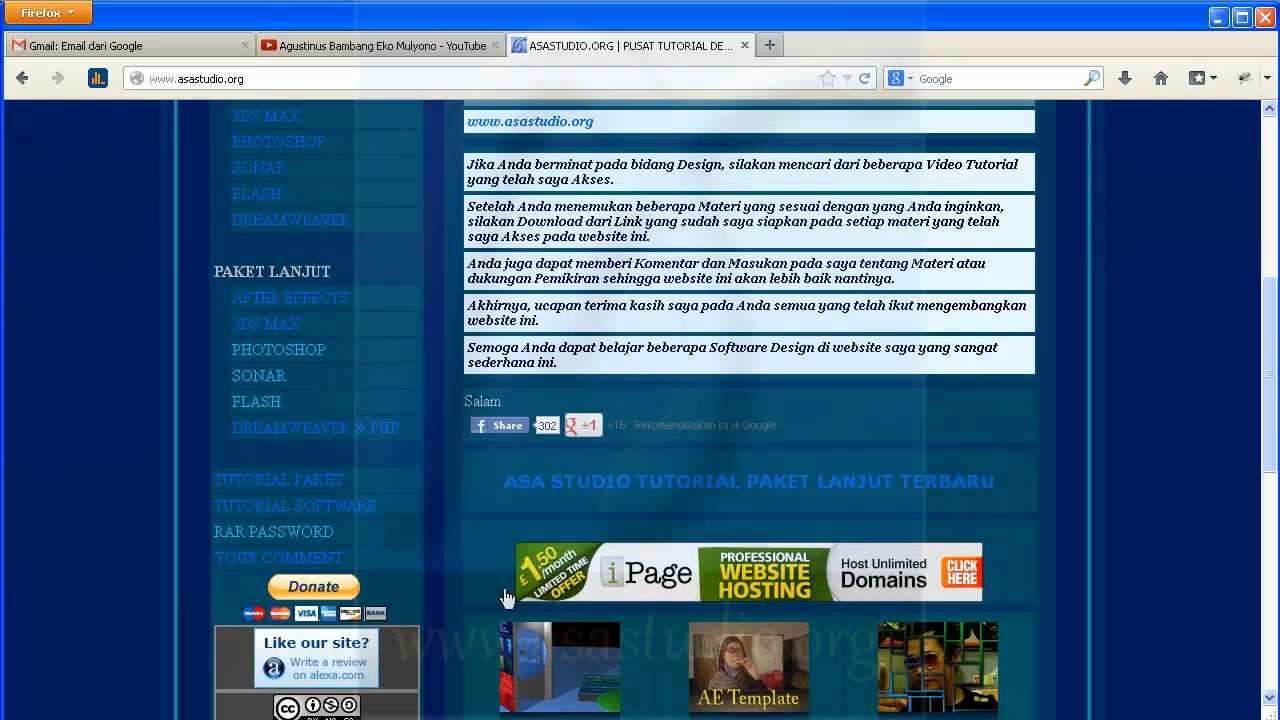 Firefox
Gmail: Email dari Google
Agustinus Bambang Eko Mulyono - YouTube
ASASTUDIO.ORG | PUSAT TUTORIAL DE...
www.asastudio.org
Google
3DS MAX
PHOTOSHOP
SONAR
FLASH
DREAMWEAVER
PAKET LANJUT
AFTER EFFECTS
3DS MAX
PHOTOSHOP
SONAR
FLASH
DREAMWEAVER & PHP
TUTORIAL PAKET
TUTORIAL SOFTWARE
RAR PASSWORD
YOUR COMMENT
Donate
VISA
BANK
Like our site?
Write a review
on alexa.com
cc
www.asastudio.org
Jika Anda berminat pada bidang Design, silakan mencari dari beberapa Video Tutorial
yang telah saya Akses.
Setelah Anda menemukan beberapa Materi yang sesuai dengan yang Anda inginkan,
silakan Download dari Link yang sudah saya siapkan pada setiap materi yang telah
saya Akses pada website ini.
Anda juga dapat memberi Komentar dan Masukan pada saya tentang Materi atau
dukungan Pemikiran sehingga website ini akan lebih baik nantinya.
Akhirnya, ucapan terima kasih saya pada Anda semua yang telah ikut mengembangkan
website ini.
Semoga Anda dapat belajar beberapa Software Design di website saya yang sangat
sederhana ini.
Salam
Share 302 +1 +16 Rekomendasikan ini di Google
ASA STUDIO TUTORIAL PAKET LANJUT TERBARU
£1.50
/month
LIMITED TIME
OFFER
iPage
PROFESSIONAL
WEBSITE
HOSTING
Host Unlimited
Domains
CLICK
HERE
AE Template
www.asastudio.org